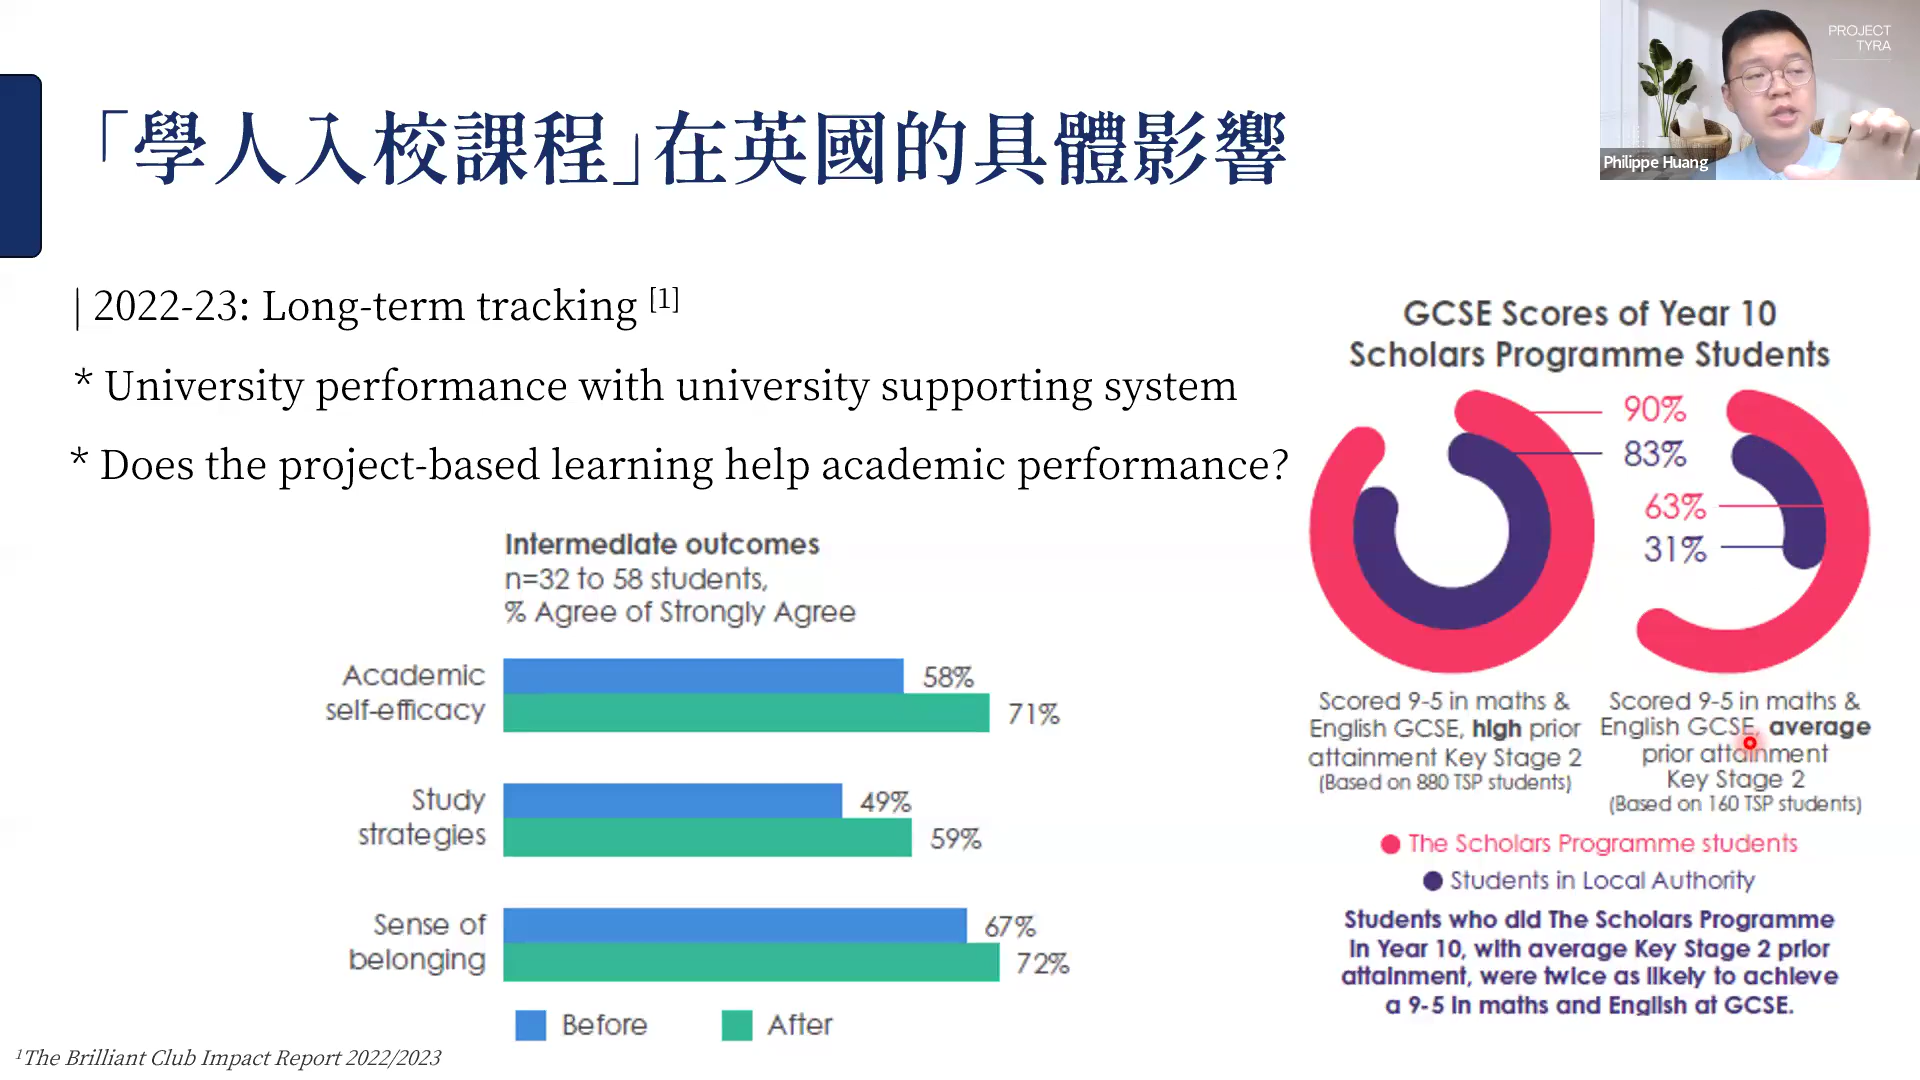 「學人入校課程」在英國的具體影響
PROJECT
TYRA
Philippe Huang
| 2022-23: Long-term tracking [1]
* University performance with university supporting system
* Does the project-based learning help academic performance?
Intermediate outcomes
n=32 to 58 students,
% Agree of Strongly Agree
Academic
self-efficacy
58%
71%
Study
strategies
49%
59%
Sense of
belonging
67%
72%
Before
After
GCSE Scores of Year 10
Scholars Programme Students
90%
83%
63%
31%
Scored 9-5 in maths &
English GCSE, high prior
attainment Key Stage 2
(Based on 880 TSP students)
Scored 9-5 in maths &
English GCSE, average
prior attainment
Key Stage 2
(Based on 160 TSP students)
The Scholars Programme students
Students in Local Authority
Students who did The Scholars Programme
in Year 10, with average Key Stage 2 prior
attainment, were twice as likely to achieve
a 9-5 in maths and English at GCSE.
1The Brilliant Club Impact Report 2022/2023